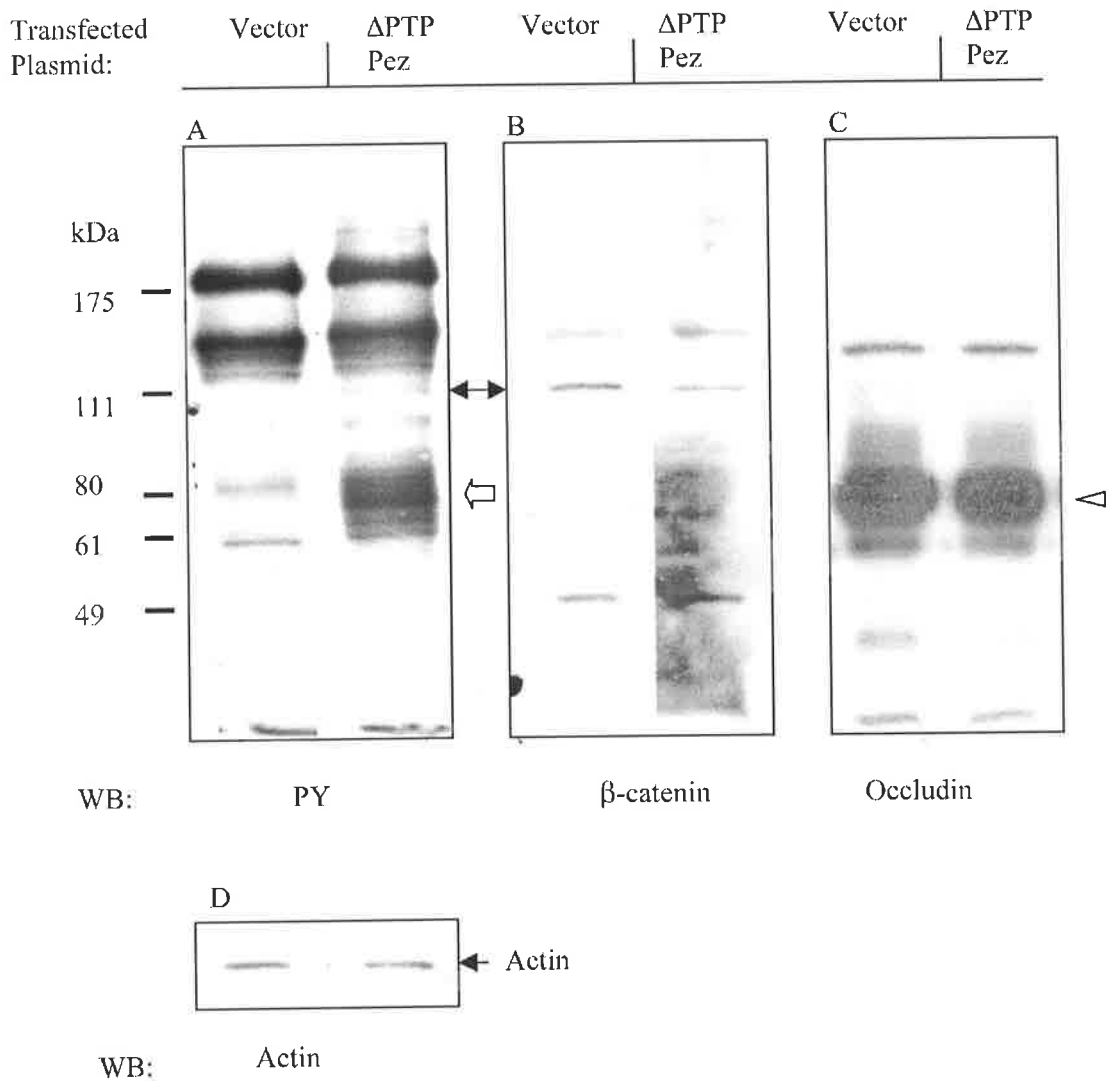 Transfected Plasmid:
Vector
ΔPTP Pez
Vector
ΔPTP Pez
Vector
ΔPTP Pez
A
B
C
kDa
175
111
80
61
49
WB:
PY
β-catenin
Occludin
D
Actin
WB:
Actin